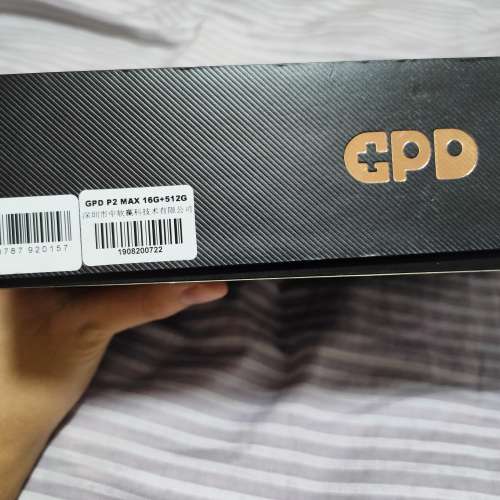 GPD
GPD P2 MAX 16G+512G
深圳市中软赢科技术有限公司
1908200722
787 920157